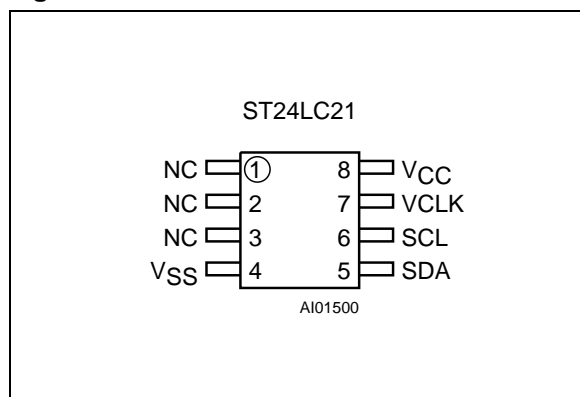 ST24LC21
NC 1 8 VCC
NC 2 7 VCLK
NC 3 6 SCL
VSS 4 5 SDA
AI01500